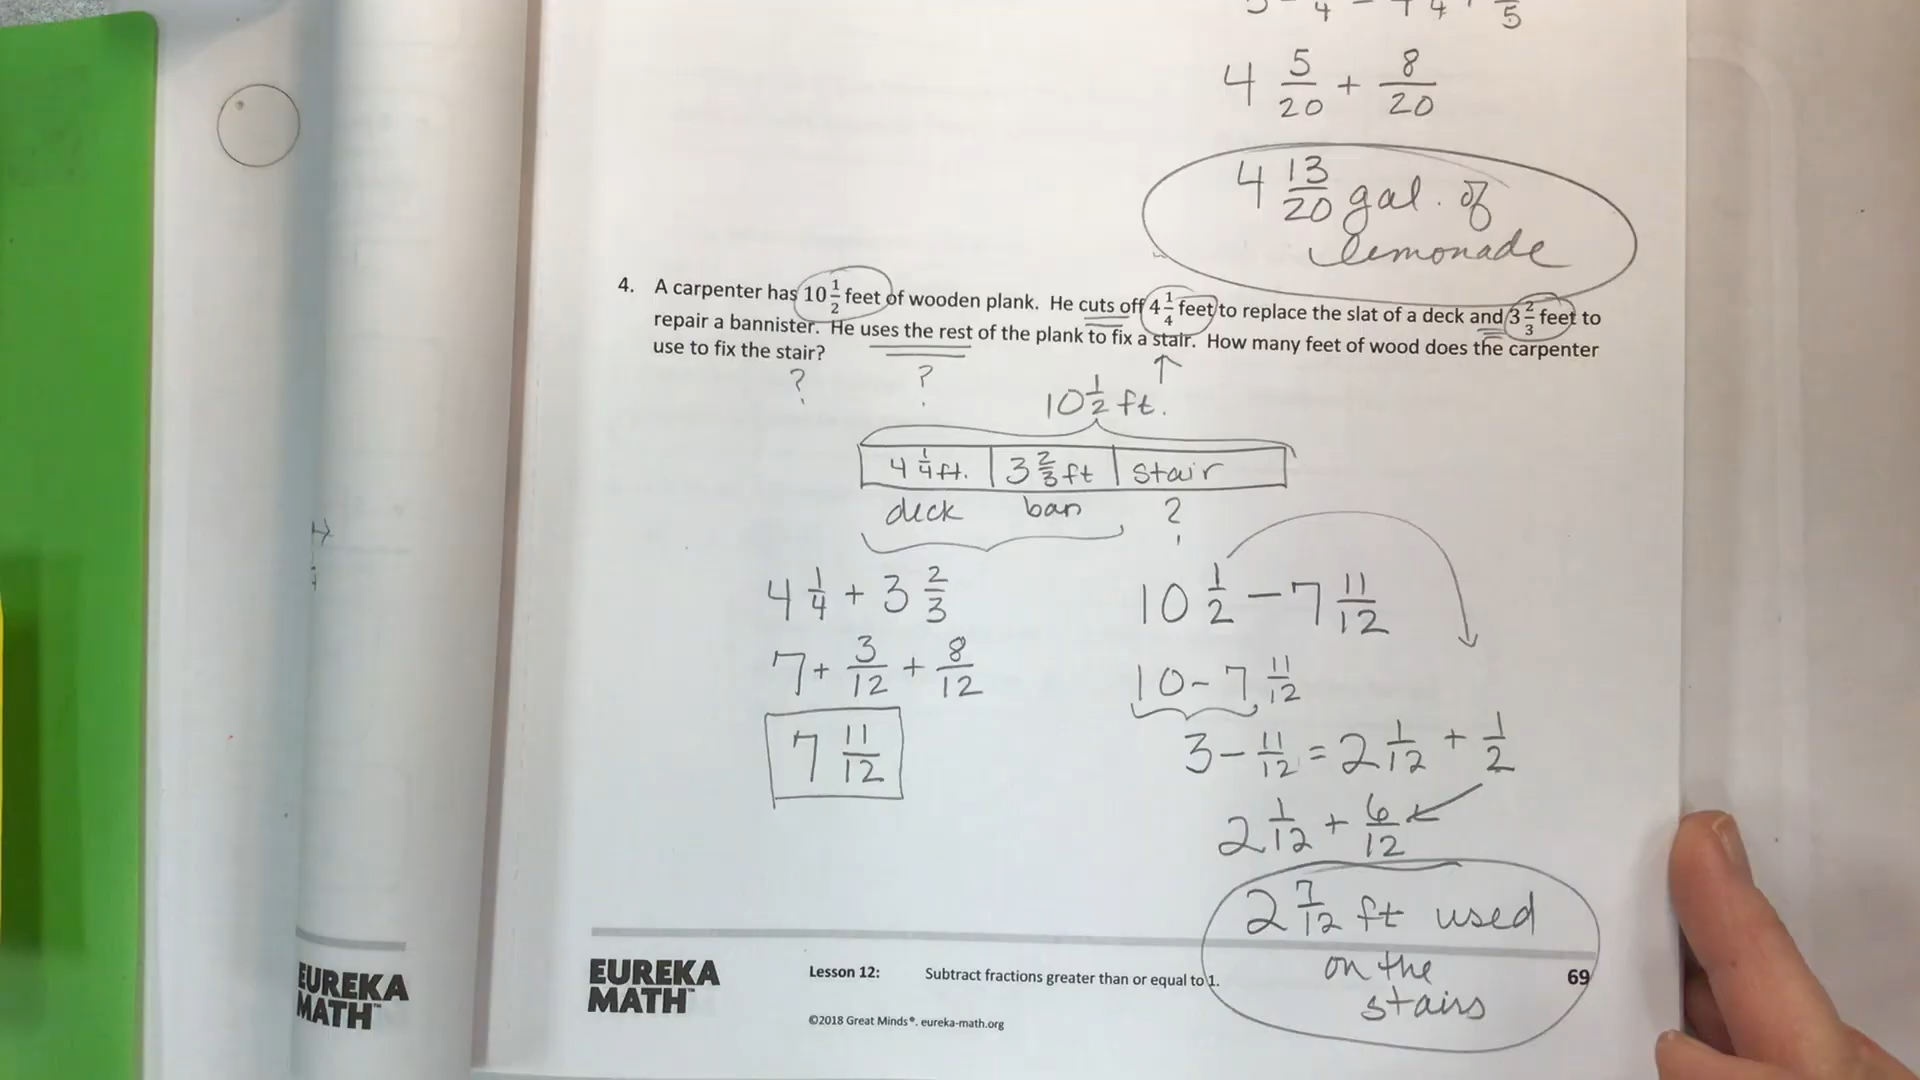 4 5/20 + 8/20
4 13/20 gal. of
lemonade
4. A carpenter has 10 1/2 feet of wooden plank. He cuts off 4 1/4 feet to replace the slat of a deck and 3 2/3 feet to
repair a bannister. He uses the rest of the plank to fix a stair. How many feet of wood does the carpenter
use to fix the stair?
? ?
10 1/2 ft.
4 1/4 ft. 3 2/3 ft stair
deck ban ?
4 1/4 + 3 2/3
7 + 3/12 + 8/12
7 11/12
10 1/2 - 7 11/12
10 - 7 11/12
3 - 11/12 = 2 1/12 + 1/2
2 1/12 + 6/12
2 7/12 ft used
on the
stairs
EUREKA
MATH™
EUREKA
MATH™
Lesson 12: Subtract fractions greater than or equal to 1.
69
©2018 Great Minds®. eureka-math.org